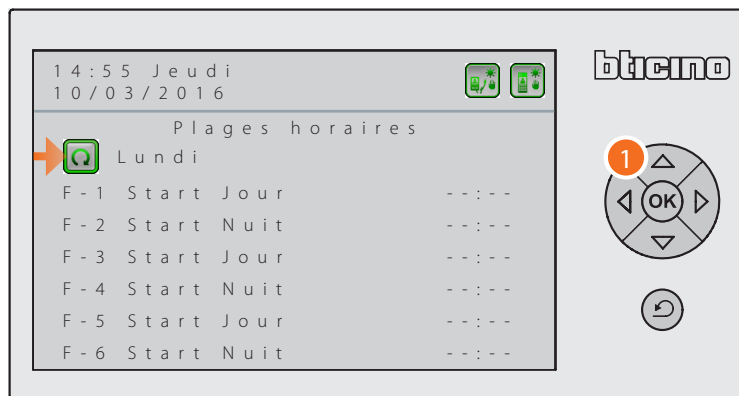 14:55 Jeudi
10/03/2016
bticino
Plages horaires
Lundi
1
F-1 Start Jour --:--
F-2 Start Nuit --:--
OK
F-3 Start Jour --:--
F-4 Start Nuit --:--
F-5 Start Jour --:--
F-6 Start Nuit --:--